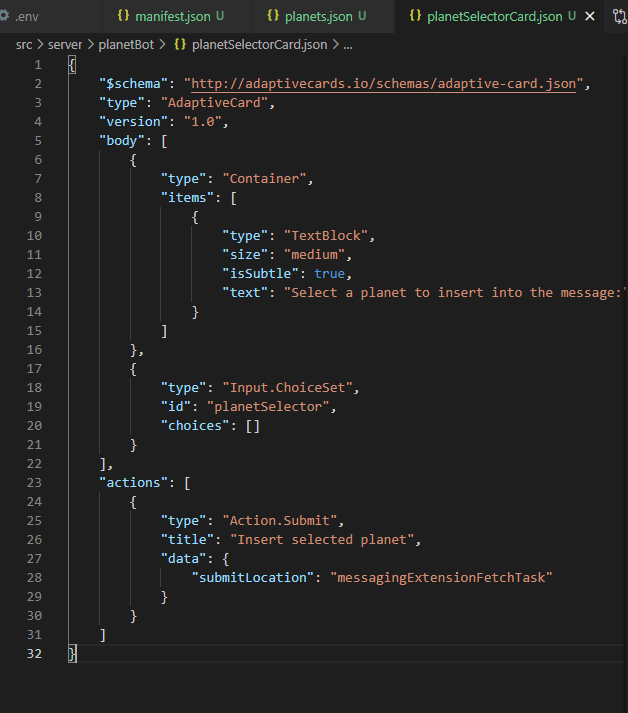 .env manifest.json U planets.json U planetSelectorCard.json U
src > server > planetBot > {} planetSelectorCard.json > ...
1 {
2 "$schema": "http://adaptivecards.io/schemas/adaptive-card.json",
3 "type": "AdaptiveCard",
4 "version": "1.0",
5 "body": [
6 {
7 "type": "Container",
8 "items": [
9 {
10 "type": "TextBlock",
11 "size": "medium",
12 "isSubtle": true,
13 "text": "Select a planet to insert into the message:"
14 }
15 ]
16 },
17 {
18 "type": "Input.ChoiceSet",
19 "id": "planetSelector",
20 "choices": []
21 }
22 ],
23 "actions": [
24 {
25 "type": "Action.Submit",
26 "title": "Insert selected planet",
27 "data": {
28 "submitLocation": "messagingExtensionFetchTask"
29 }
30 }
31 ]
32 }